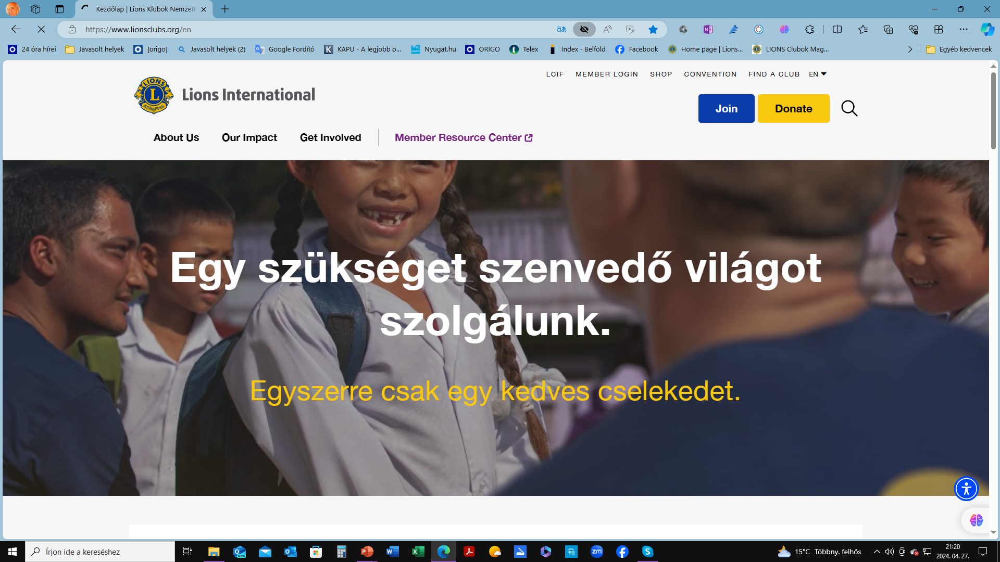 Kezdőlap | Lions Klubok Nemzetk
https://www.lionsclubs.org/en
24 óra hírei
Javasolt helyek
[origo]
Javasolt helyek (2)
Google Fordító
KAPU - A legjobb o...
Nyugat.hu
ORIGO
Telex
Index - Belföld
Facebook
Home page | Lions...
LIONS Clubok Mag...
Egyéb kedvencek
LCIF MEMBER LOGIN SHOP CONVENTION FIND A CLUB EN
LIONS
L
INTERNATIONAL
Lions International
Join
Donate
About Us Our Impact Get Involved Member Resource Center
Egy szükséget szenvedő világot
szolgálunk.
Egyszerre csak egy kedves cselekedet.
Írjon ide a kereséshez
15°C Többny. felhős
21:20
2024. 04. 27.